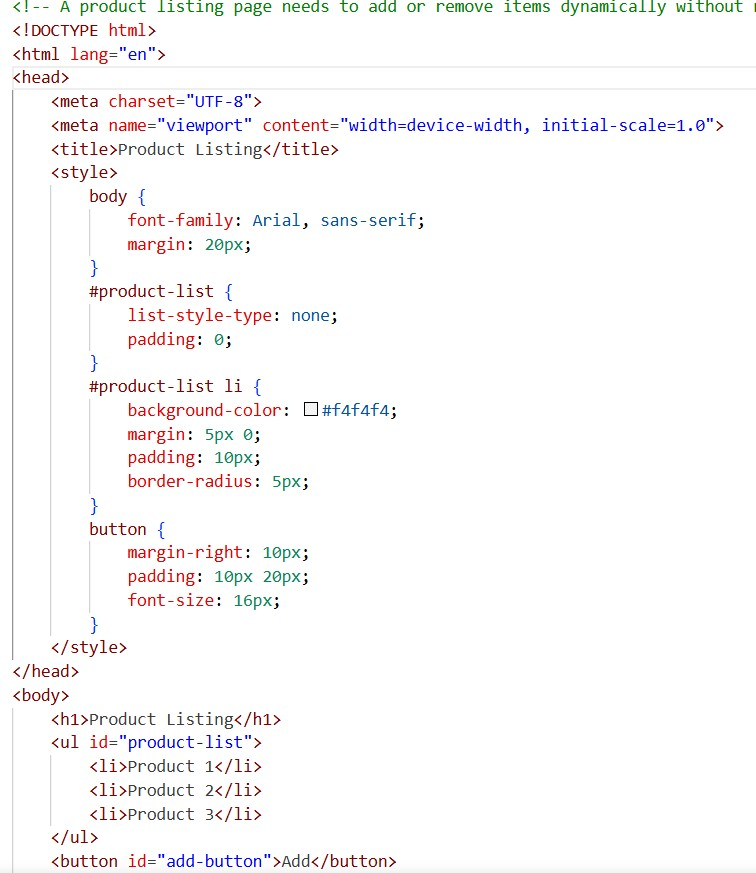 <!-- A product listing page needs to add or remove items dynamically without
<!DOCTYPE html>
<html lang="en">
<head>
    <meta charset="UTF-8">
    <meta name="viewport" content="width=device-width, initial-scale=1.0">
    <title>Product Listing</title>
    <style>
        body {
            font-family: Arial, sans-serif;
            margin: 20px;
        }
        #product-list {
            list-style-type: none;
            padding: 0;
        }
        #product-list li {
            background-color: #f4f4f4;
            margin: 5px 0;
            padding: 10px;
            border-radius: 5px;
        }
        button {
            margin-right: 10px;
            padding: 10px 20px;
            font-size: 16px;
        }
    </style>
</head>
<body>
    <h1>Product Listing</h1>
    <ul id="product-list">
        <li>Product 1</li>
        <li>Product 2</li>
        <li>Product 3</li>
    </ul>
    <button id="add-button">Add</button>